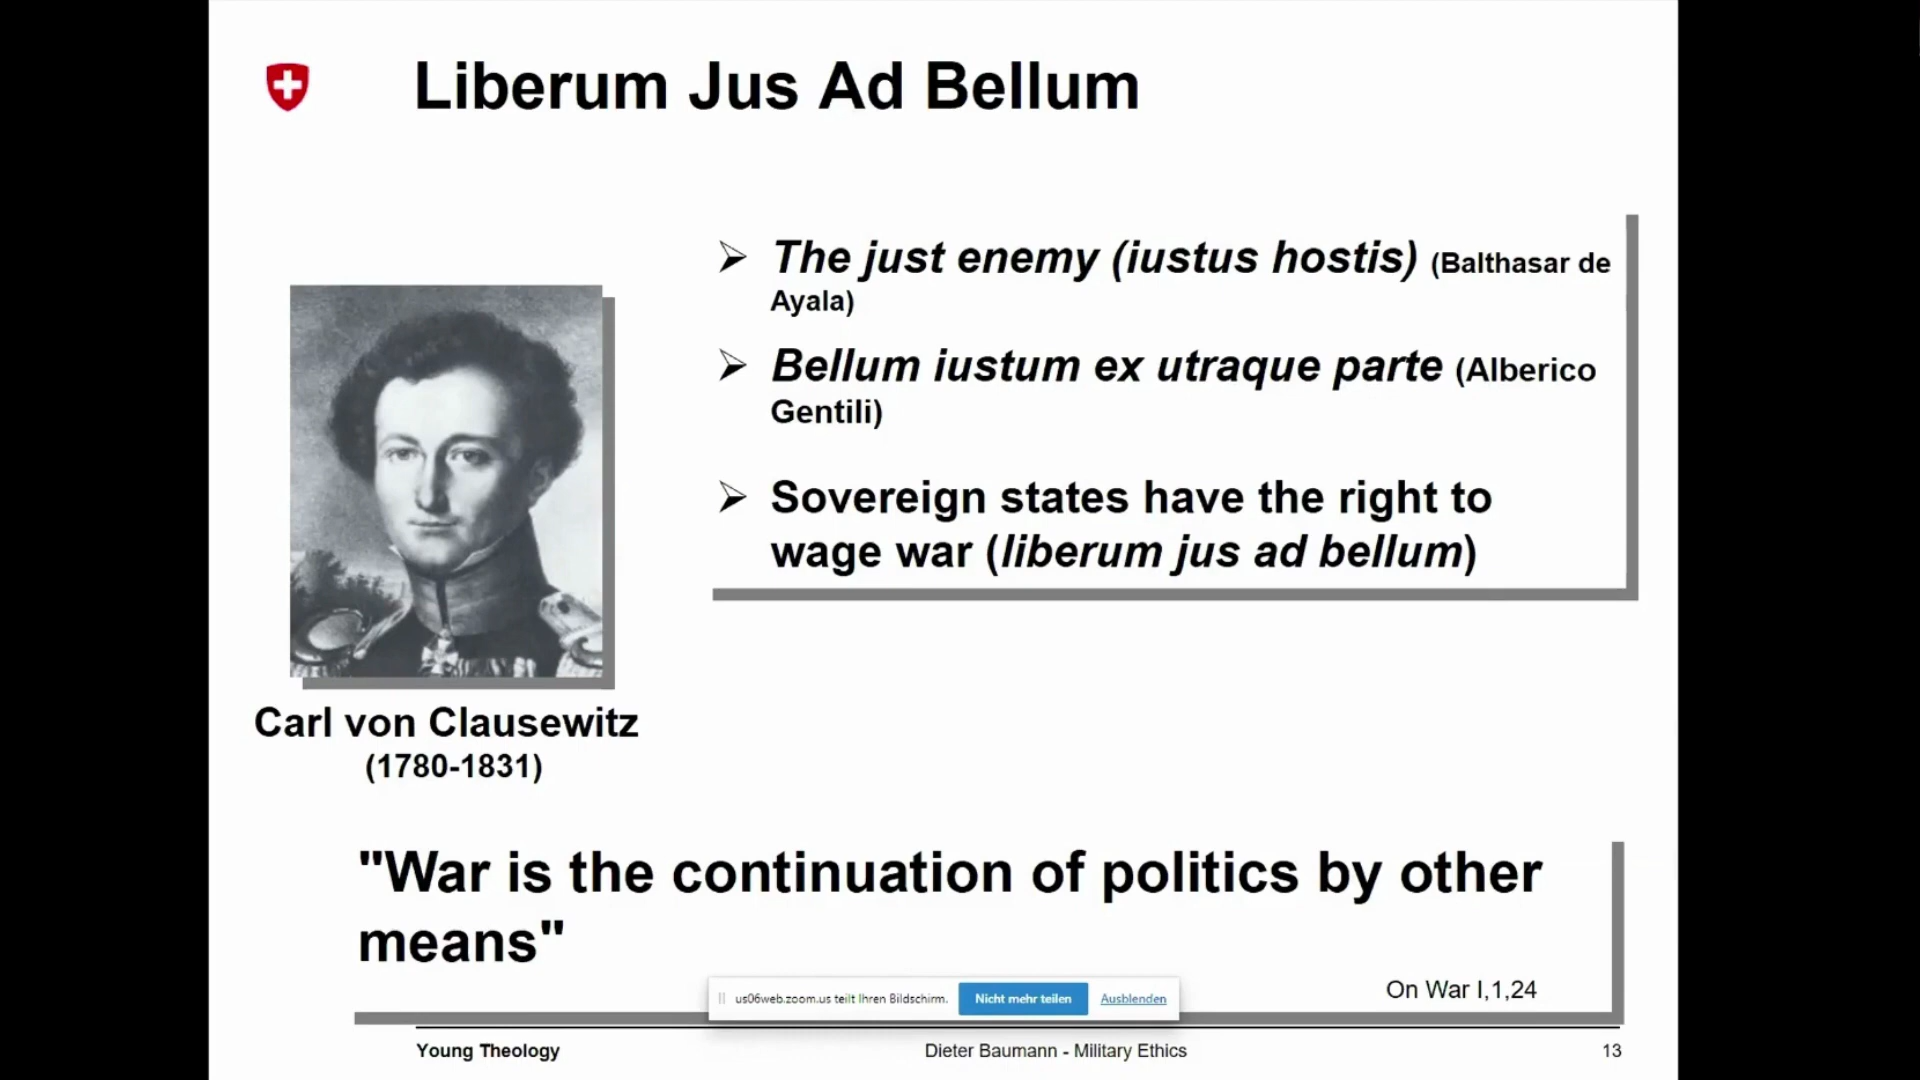 Liberum Jus Ad Bellum
The just enemy (iustus hostis) (Balthasar de
Ayala)
Bellum iustum ex utraque parte (Alberico
Gentili)
Sovereign states have the right to
wage war (liberum jus ad bellum)
Carl von Clausewitz
(1780-1831)
"War is the continuation of politics by other
means"
On War I,1,24
us06web.zoom.us teilt Ihren Bildschirm.
Nicht mehr teilen
Ausblenden
Young Theology
Dieter Baumann - Military Ethics
13